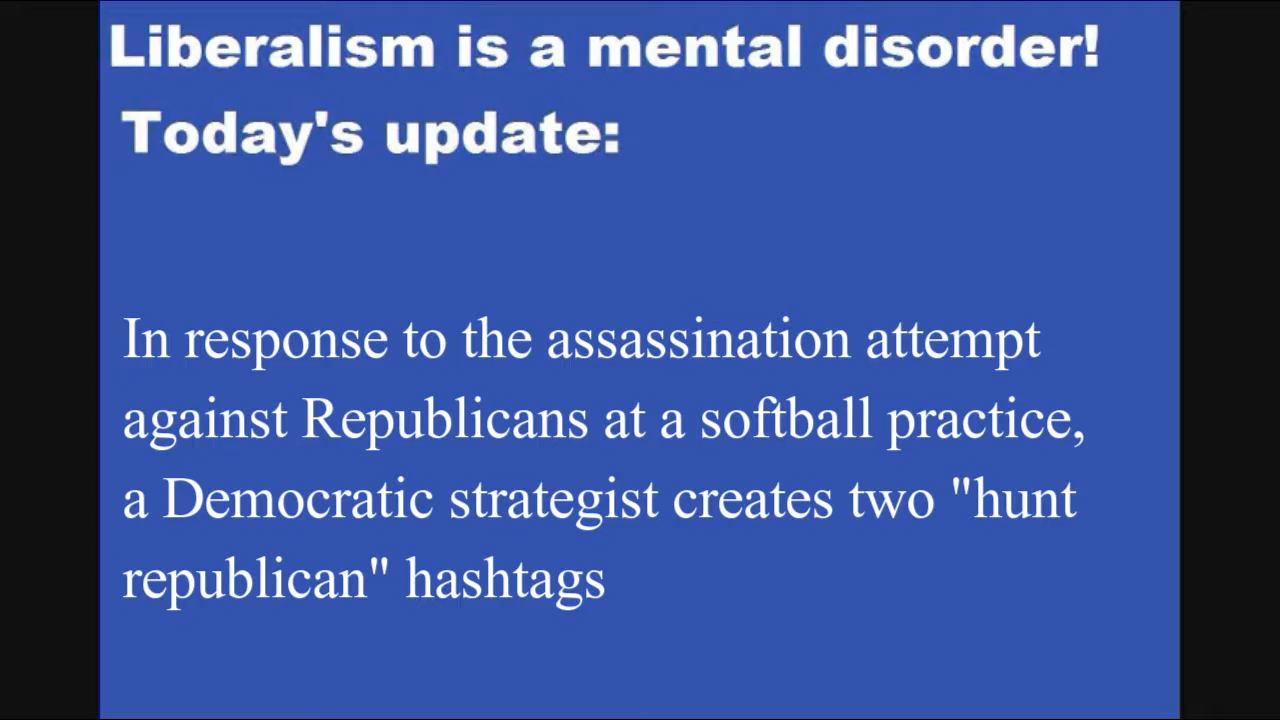 Liberalism is a mental disorder!
Today's update:
In response to the assassination attempt
against Republicans at a softball practice,
a Democratic strategist creates two "hunt
republican" hashtags